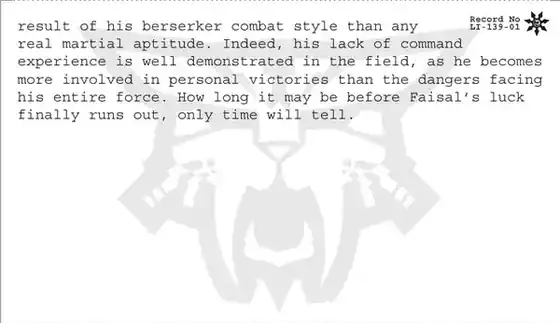 result of his berserker combat style than any
real martial aptitude. Indeed, his lack of command
experience is well demonstrated in the field, as he becomes
more involved in personal victories than the dangers facing
his entire force. How long it may be before Faisal's luck
finally runs out, only time will tell.
Record No
LI-139-01